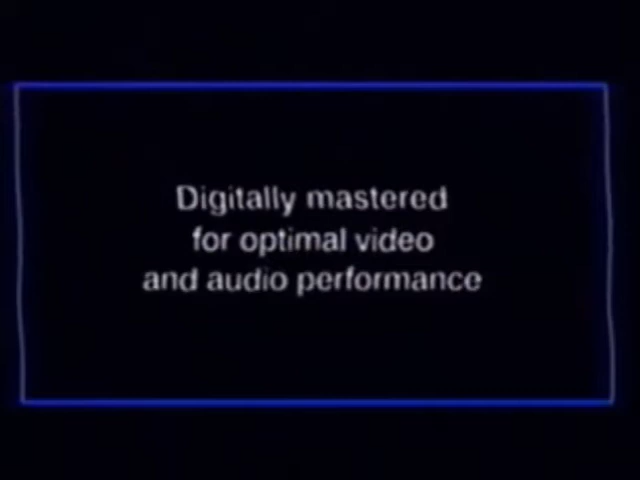 Digitally mastered
for optimal video
and audio performance